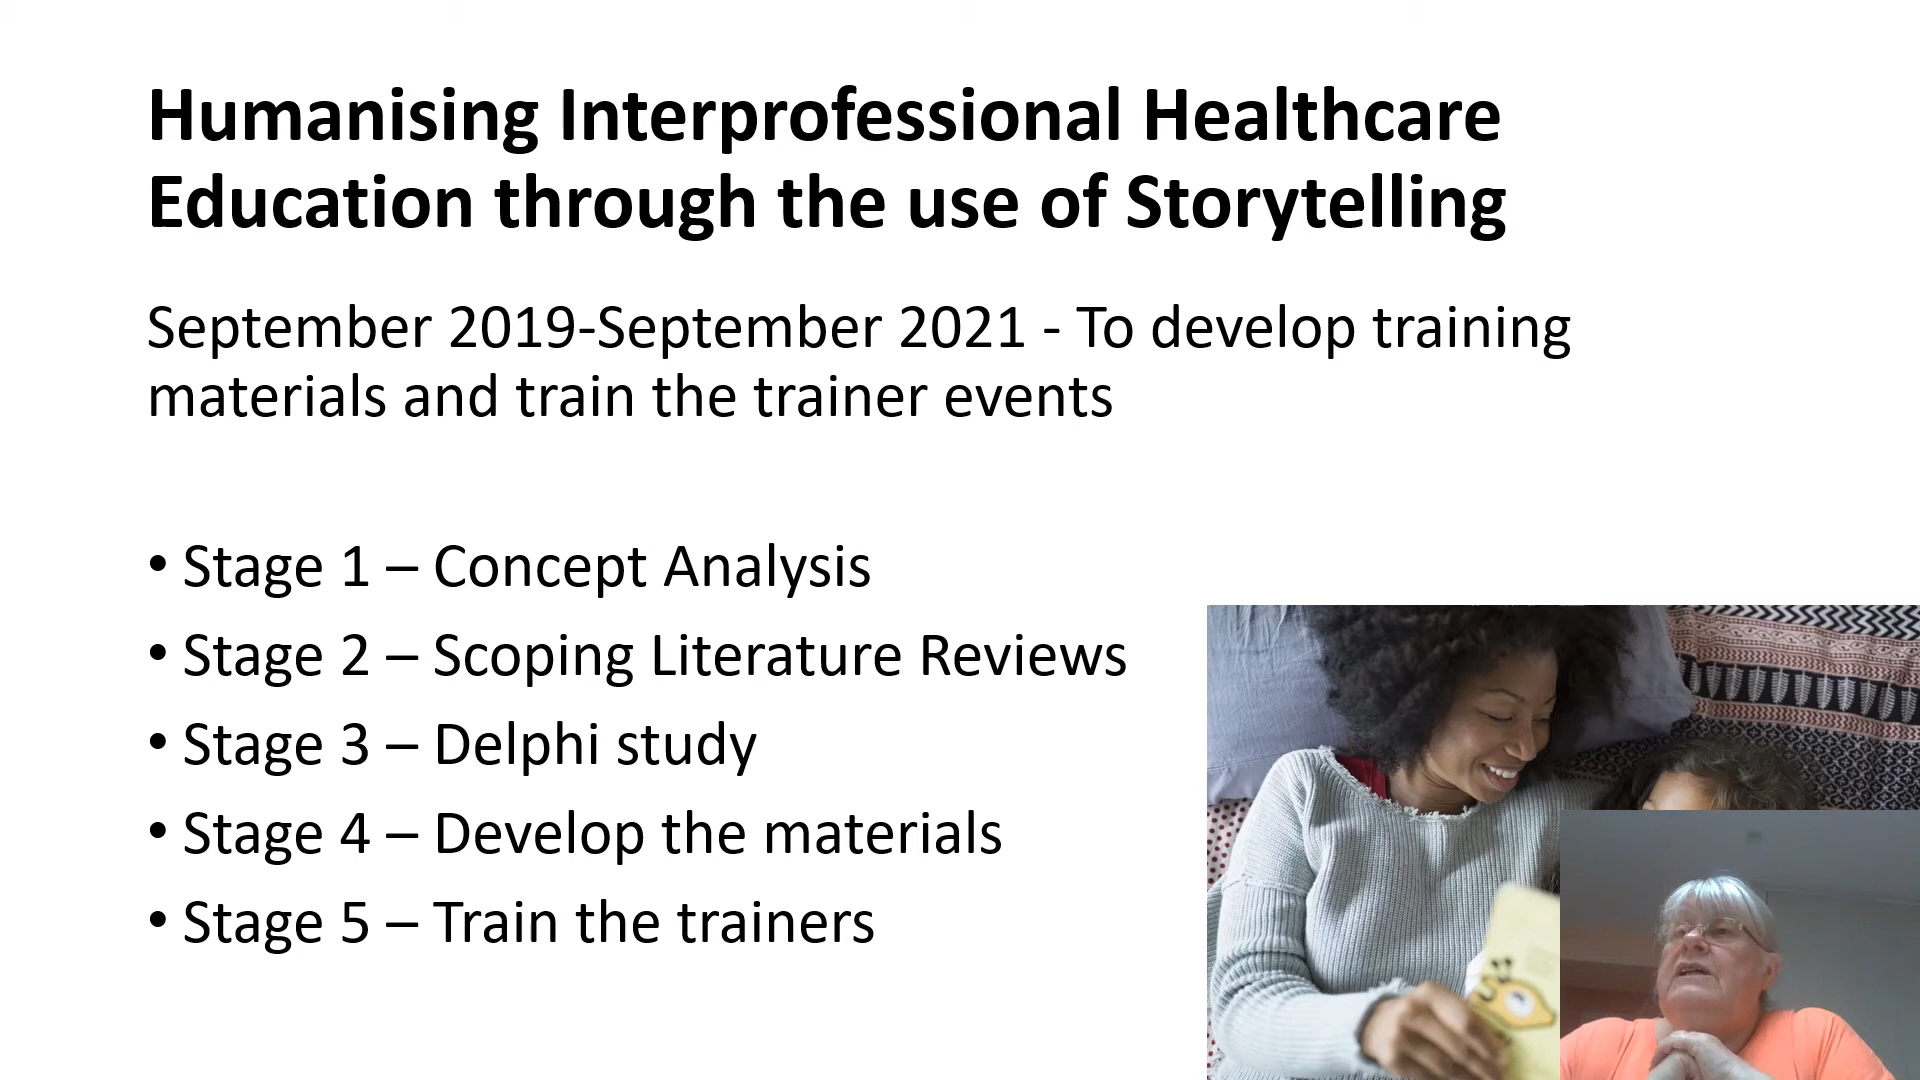 Humanising Interprofessional Healthcare
Education through the use of Storytelling
September 2019-September 2021 - To develop training
materials and train the trainer events
• Stage 1 – Concept Analysis
• Stage 2 – Scoping Literature Reviews
• Stage 3 – Delphi study
• Stage 4 – Develop the materials
• Stage 5 – Train the trainers